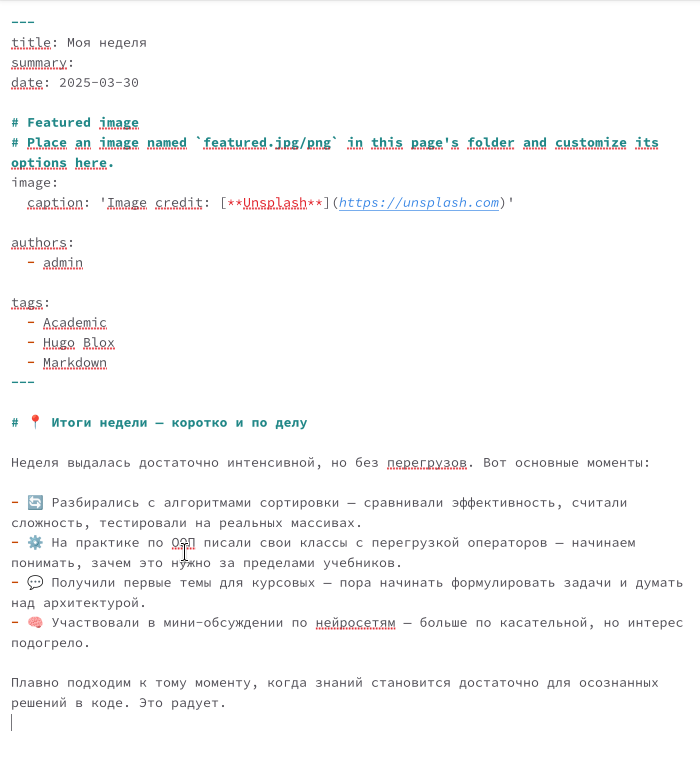 ---
title: Моя неделя
summary:
date: 2025-03-30

# Featured image
# Place an image named `featured.jpg/png` in this page's folder and customize its
options here.
image:
  caption: 'Image credit: [**Unsplash**](https://unsplash.com)'

authors:
  - admin

tags:
  - Academic
  - Hugo Blox
  - Markdown
---

# 📍 Итоги недели — коротко и по делу

Неделя выдалась достаточно интенсивной, но без перегрузов. Вот основные моменты:

- 🔄 Разбирались с алгоритмами сортировки — сравнивали эффективность, считали
сложность, тестировали на реальных массивах.
- ⚙️ На практике по ООП писали свои классы с перегрузкой операторов — начинаем
понимать, зачем это нужно за пределами учебников.
- 💬 Получили первые темы для курсовых — пора начинать формулировать задачи и думать
над архитектурой.
- 🧠 Участвовали в мини-обсуждении по нейросетям — больше по касательной, но интерес
подогрело.

Плавно подходим к тому моменту, когда знаний становится достаточно для осознанных
решений в коде. Это радует.